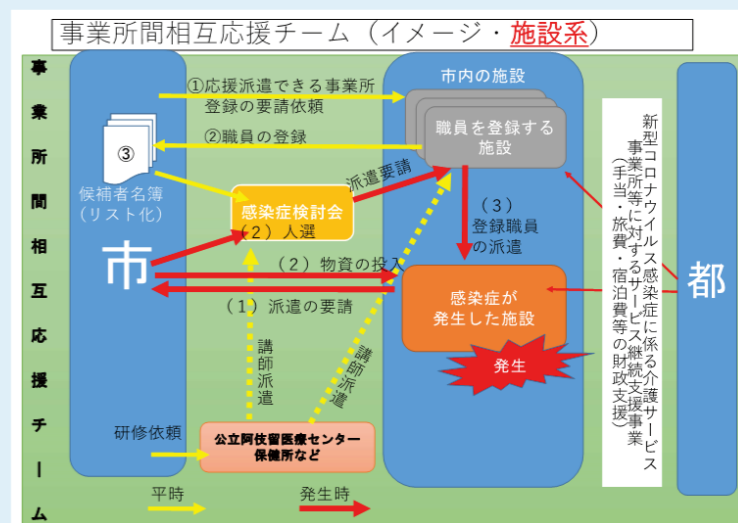 事業所間相互応援チーム（イメージ・施設系）
事業所間相互応援チーム
①応援派遣できる事業所
登録の要請依頼
②職員の登録
③
候補者名簿
（リスト化）
市
感染症検討会
（2）人選
派遣要請
市内の施設
職員を登録する
施設
（３）
登録職員
の派遣
（２）物資の投入
（1）派遣の要請
感染症が
発生した施設
発生
講師派遣
講師派遣
研修依頼
公立阿伎留医療センター
保健所など
平時
発生時
新型コロナウイルス感染症に係る介護サービス
事業所等に対するサービス継続支援事業
（手当・旅費・宿泊費等の財政支援）
都